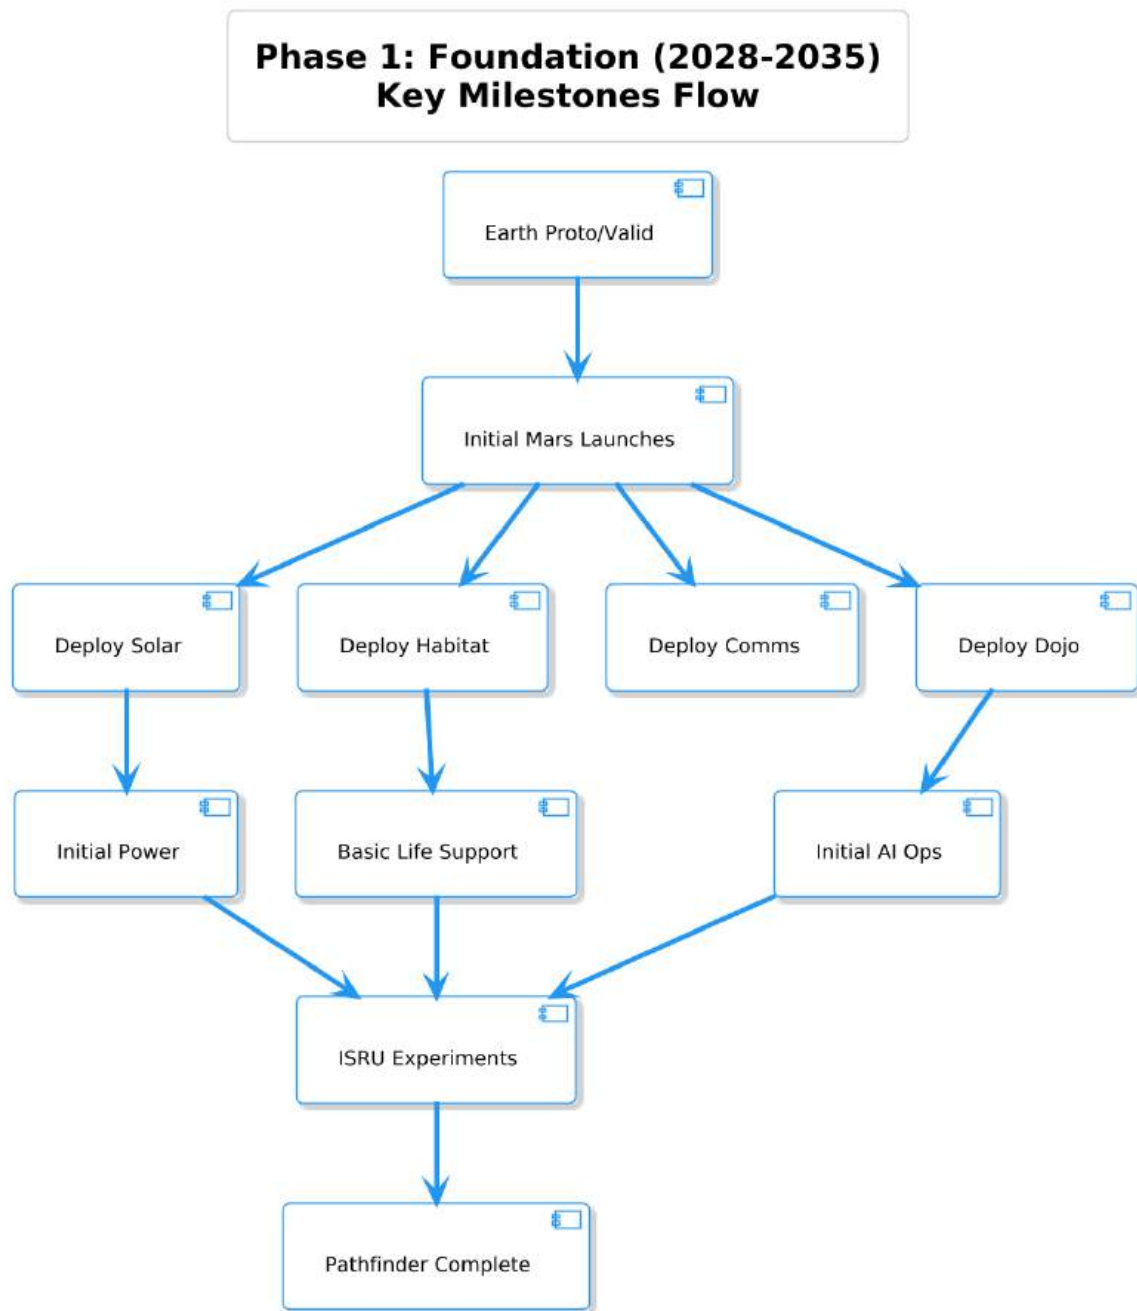 Phase 1: Foundation (2028-2035)
Key Milestones Flow
Earth Proto/Valid
Initial Mars Launches
Deploy Solar
Deploy Habitat
Deploy Comms
Deploy Dojo
Initial Power
Basic Life Support
Initial AI Ops
ISRU Experiments
Pathfinder Complete